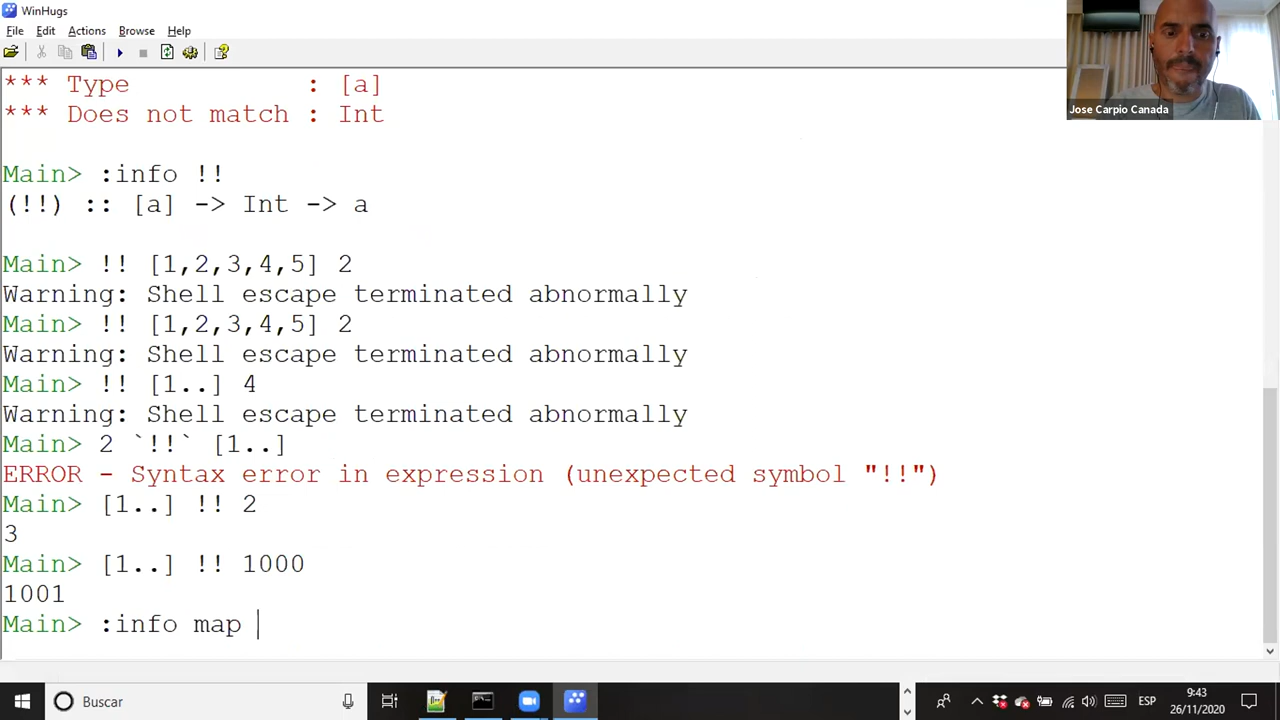 WinHugs
File Edit Actions Browse Help
*** Type : [a]
*** Does not match : Int
Jose Carpio Canada
Main> :info !!
(!!) :: [a] -> Int -> a
Main> !! [1,2,3,4,5] 2
Warning: Shell escape terminated abnormally
Main> !! [1,2,3,4,5] 2
Warning: Shell escape terminated abnormally
Main> !! [1..] 4
Warning: Shell escape terminated abnormally
Main> 2 `!!` [1..]
ERROR - Syntax error in expression (unexpected symbol "!!")
Main> [1..] !! 2
3
Main> [1..] !! 1000
1001
Main> :info map
Buscar
ESP
9:43
26/11/2020